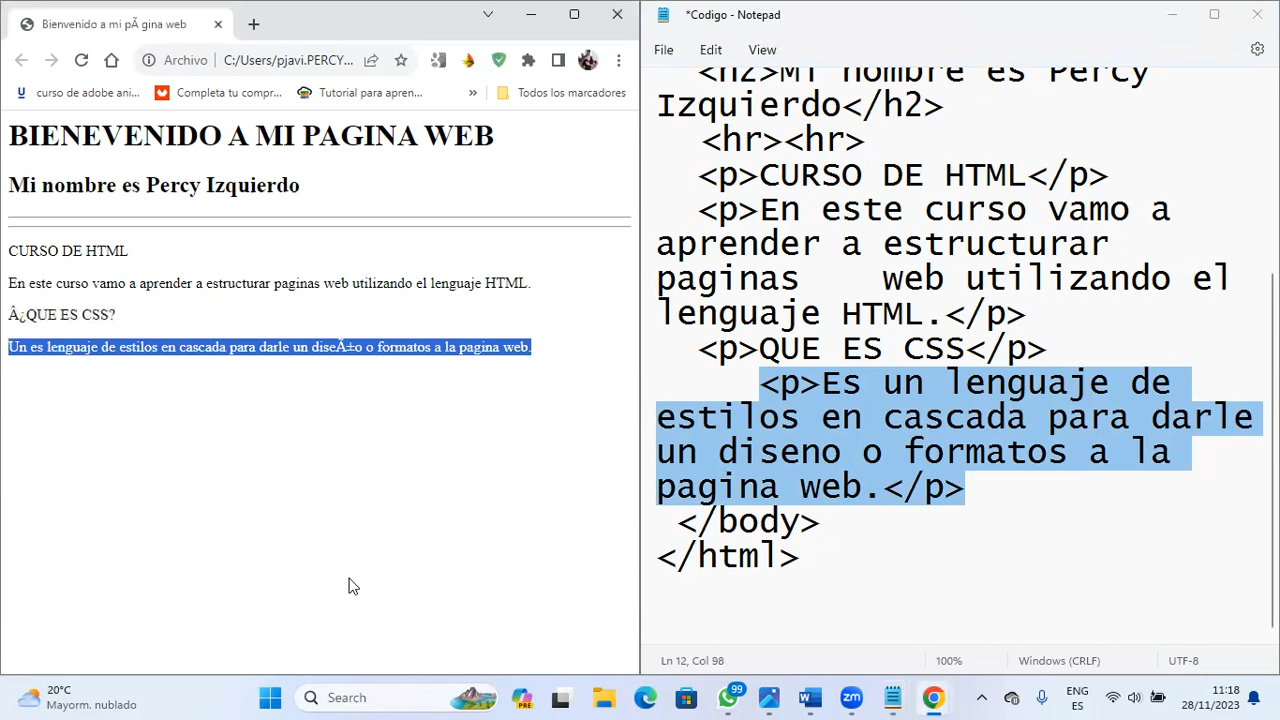 Bienvenido a mi pÃ gina web
Archivo
C:/Users/pjavi.PERCY...
curso de adobe ani...
Completa tu compr...
Tutorial para apren...
»
Todos los marcadores
BIENEVENIDO A MI PAGINA WEB
Mi nombre es Percy Izquierdo
CURSO DE HTML
En este curso vamo a aprender a estructurar paginas web utilizando el lenguaje HTML.
Â¿QUE ES CSS?
Un es lenguaje de estilos en cascada para darle un diseÃ±o o formatos a la pagina web.
*Codigo - Notepad
File Edit View
<h2>Mi nombre es Percy
Izquierdo</h2>
<hr><hr>
<p>CURSO DE HTML</p>
<p>En este curso vamo a
aprender a estructurar
paginas web utilizando el
lenguaje HTML.</p>
<p>QUE ES CSS</p>
<p>Es un lenguaje de
estilos en cascada para darle
un diseno o formatos a la
pagina web.</p>
</body>
</html>
Ln 12, Col 98
100%
Windows (CRLF)
UTF-8
20°C
Mayorm. nublado
Search
PRE
99
ENG
ES
11:18
28/11/2023